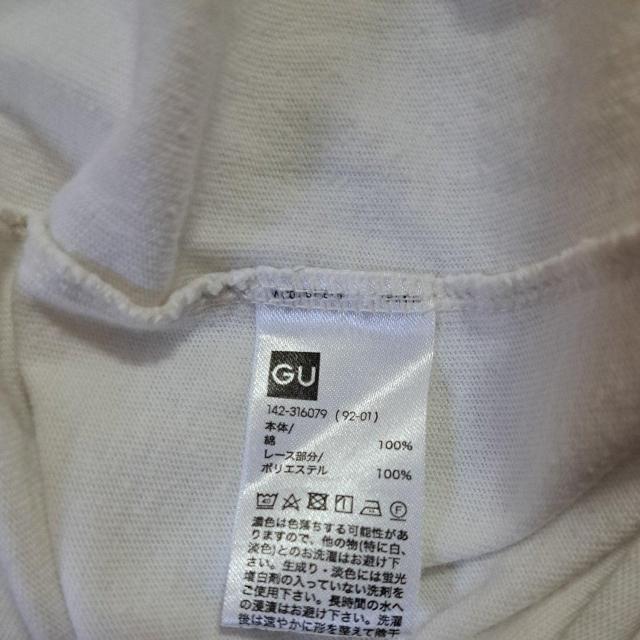 GU
142-316079 (92-01)
本体/
綿 100%
レース部分/
ポリエステル 100%
濃色は色落ちする可能性があ
りますので、他の物(特に白、
淡色)とのお洗濯はお避け下
さい。生成り・淡色には蛍光
増白剤の入っていない洗剤を
ご使用下さい。長時間の水へ
の浸漬はお避け下さい。洗濯
後は速やかに形を整えて陰干